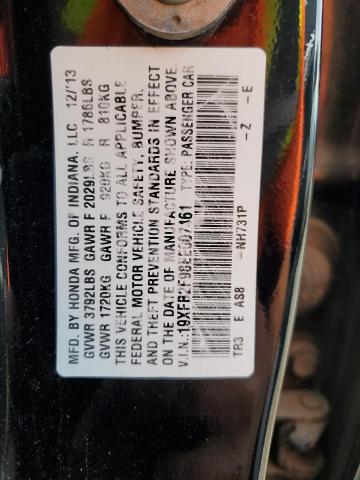 MFD. BY HONDA MFG. OF INDIANA, LLC 12/13
GVWR 3792LBS GAWR F 2029LBS R 1786LBS
GVWR 1720KG GAWR F 920KG R 810KG
THIS VEHICLE CONFORMS TO ALL APPLICABLE
FEDERAL MOTOR VEHICLE SAFETY, BUMPER,
AND THEFT PREVENTION STANDARDS IN EFFECT
ON THE DATE OF MANUFACTURE SHOWN ABOVE.
V.I.N.: TYPE: PASSENGER CAR
TR3 E AS8 -NH731P -Z -E